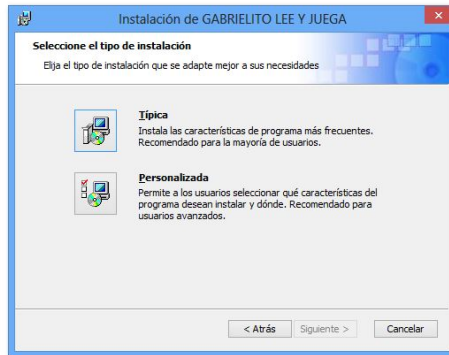 Instalación de GABRIELITO LEE Y JUEGA
Seleccione el tipo de instalación
Elija el tipo de instalación que se adapte mejor a sus necesidades
Típica
Instala las características de programa más frecuentes.
Recomendado para la mayoría de usuarios.
Personalizada
Permite a los usuarios seleccionar qué características del
programa desean instalar y dónde. Recomendado para
usuarios avanzados.
< Atrás Siguiente > Cancelar